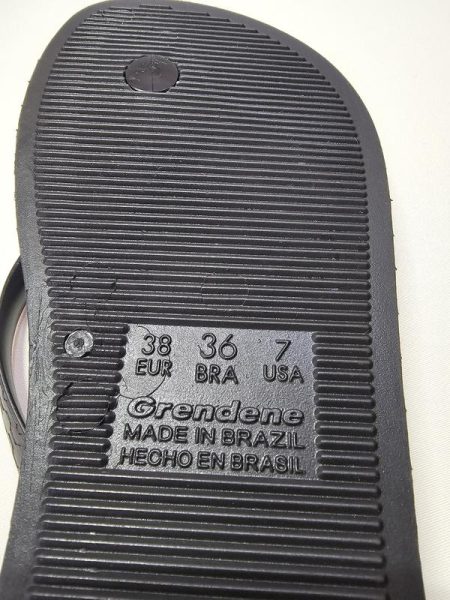 38 36 7
EUR BRA USA
Grendene
MADE IN BRAZIL
HECHO EN BRASIL